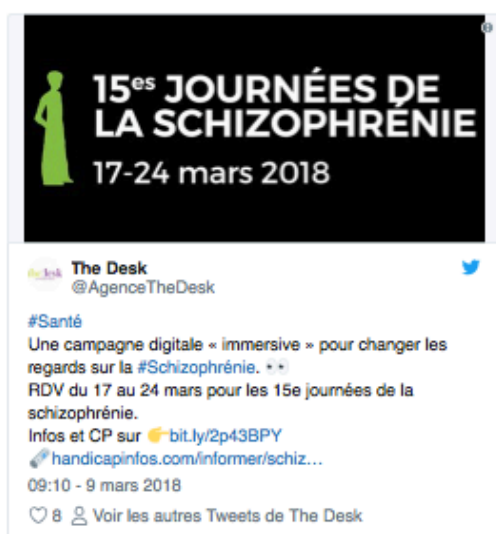 15es JOURNÉES DE
LA SCHIZOPHRÉNIE
17-24 mars 2018
the desk
The Desk
@AgenceTheDesk
#Santé
Une campagne digitale « immersive » pour changer les
regards sur la #Schizophrénie. 👀
RDV du 17 au 24 mars pour les 15e journées de la
schizophrénie.
Infos et CP sur 👉bit.ly/2p43BPY
🗞handicapinfos.com/informer/schiz…
09:10 - 9 mars 2018
8 Voir les autres Tweets de The Desk